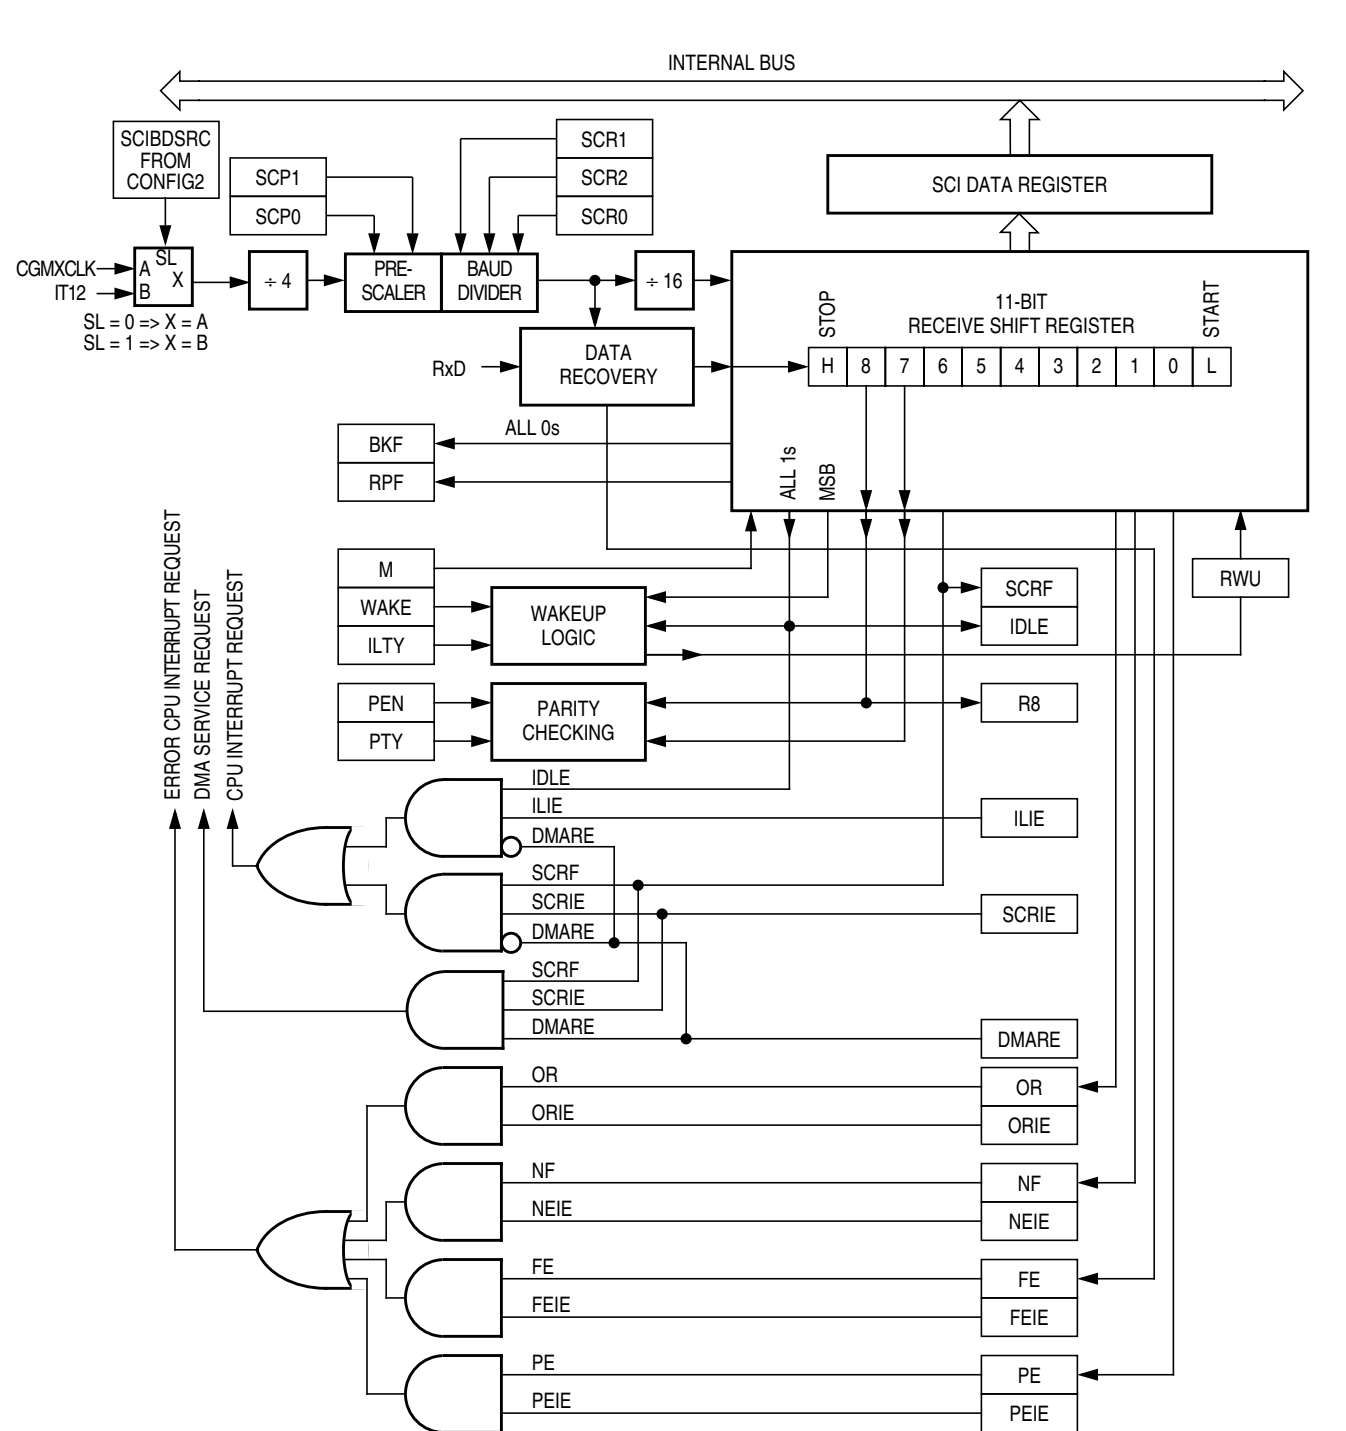 INTERNAL BUS
SCIBDSRC
FROM
CONFIG2
SCP1
SCP0
SCR1
SCR2
SCR0
SCI DATA REGISTER
CGMXCLK
IT12
A
B
SL
X
SL = 0 => X = A
SL = 1 => X = B
÷ 4
PRE-
SCALER
BAUD
DIVIDER
÷ 16
STOP
11-BIT
RECEIVE SHIFT REGISTER
START
H 8 7 6 5 4 3 2 1 0 L
RxD
DATA
RECOVERY
ALL 0s
BKF
RPF
ALL 1s
MSB
M
WAKE
ILTY
WAKEUP
LOGIC
SCRF
IDLE
RWU
PEN
PTY
PARITY
CHECKING
R8
ERROR CPU INTERRUPT REQUEST
DMA SERVICE REQUEST
CPU INTERRUPT REQUEST
IDLE
ILIE
DMARE
ILIE
SCRF
SCRIE
DMARE
SCRIE
SCRF
SCRIE
DMARE
DMARE
OR
ORIE
OR
ORIE
NF
NEIE
NF
NEIE
FE
FEIE
FE
FEIE
PE
PEIE
PE
PEIE